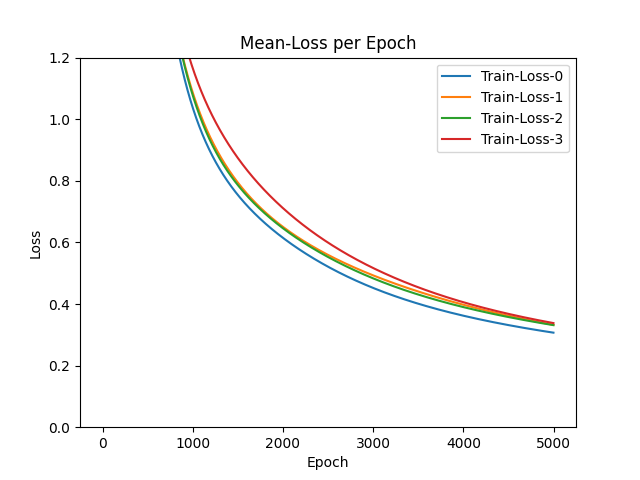 Mean-Loss per Epoch
1.2
1.0
0.8
0.6
0.4
0.2
0.0
Loss
Train-Loss-0
Train-Loss-1
Train-Loss-2
Train-Loss-3
0 1000 2000 3000 4000 5000
Epoch